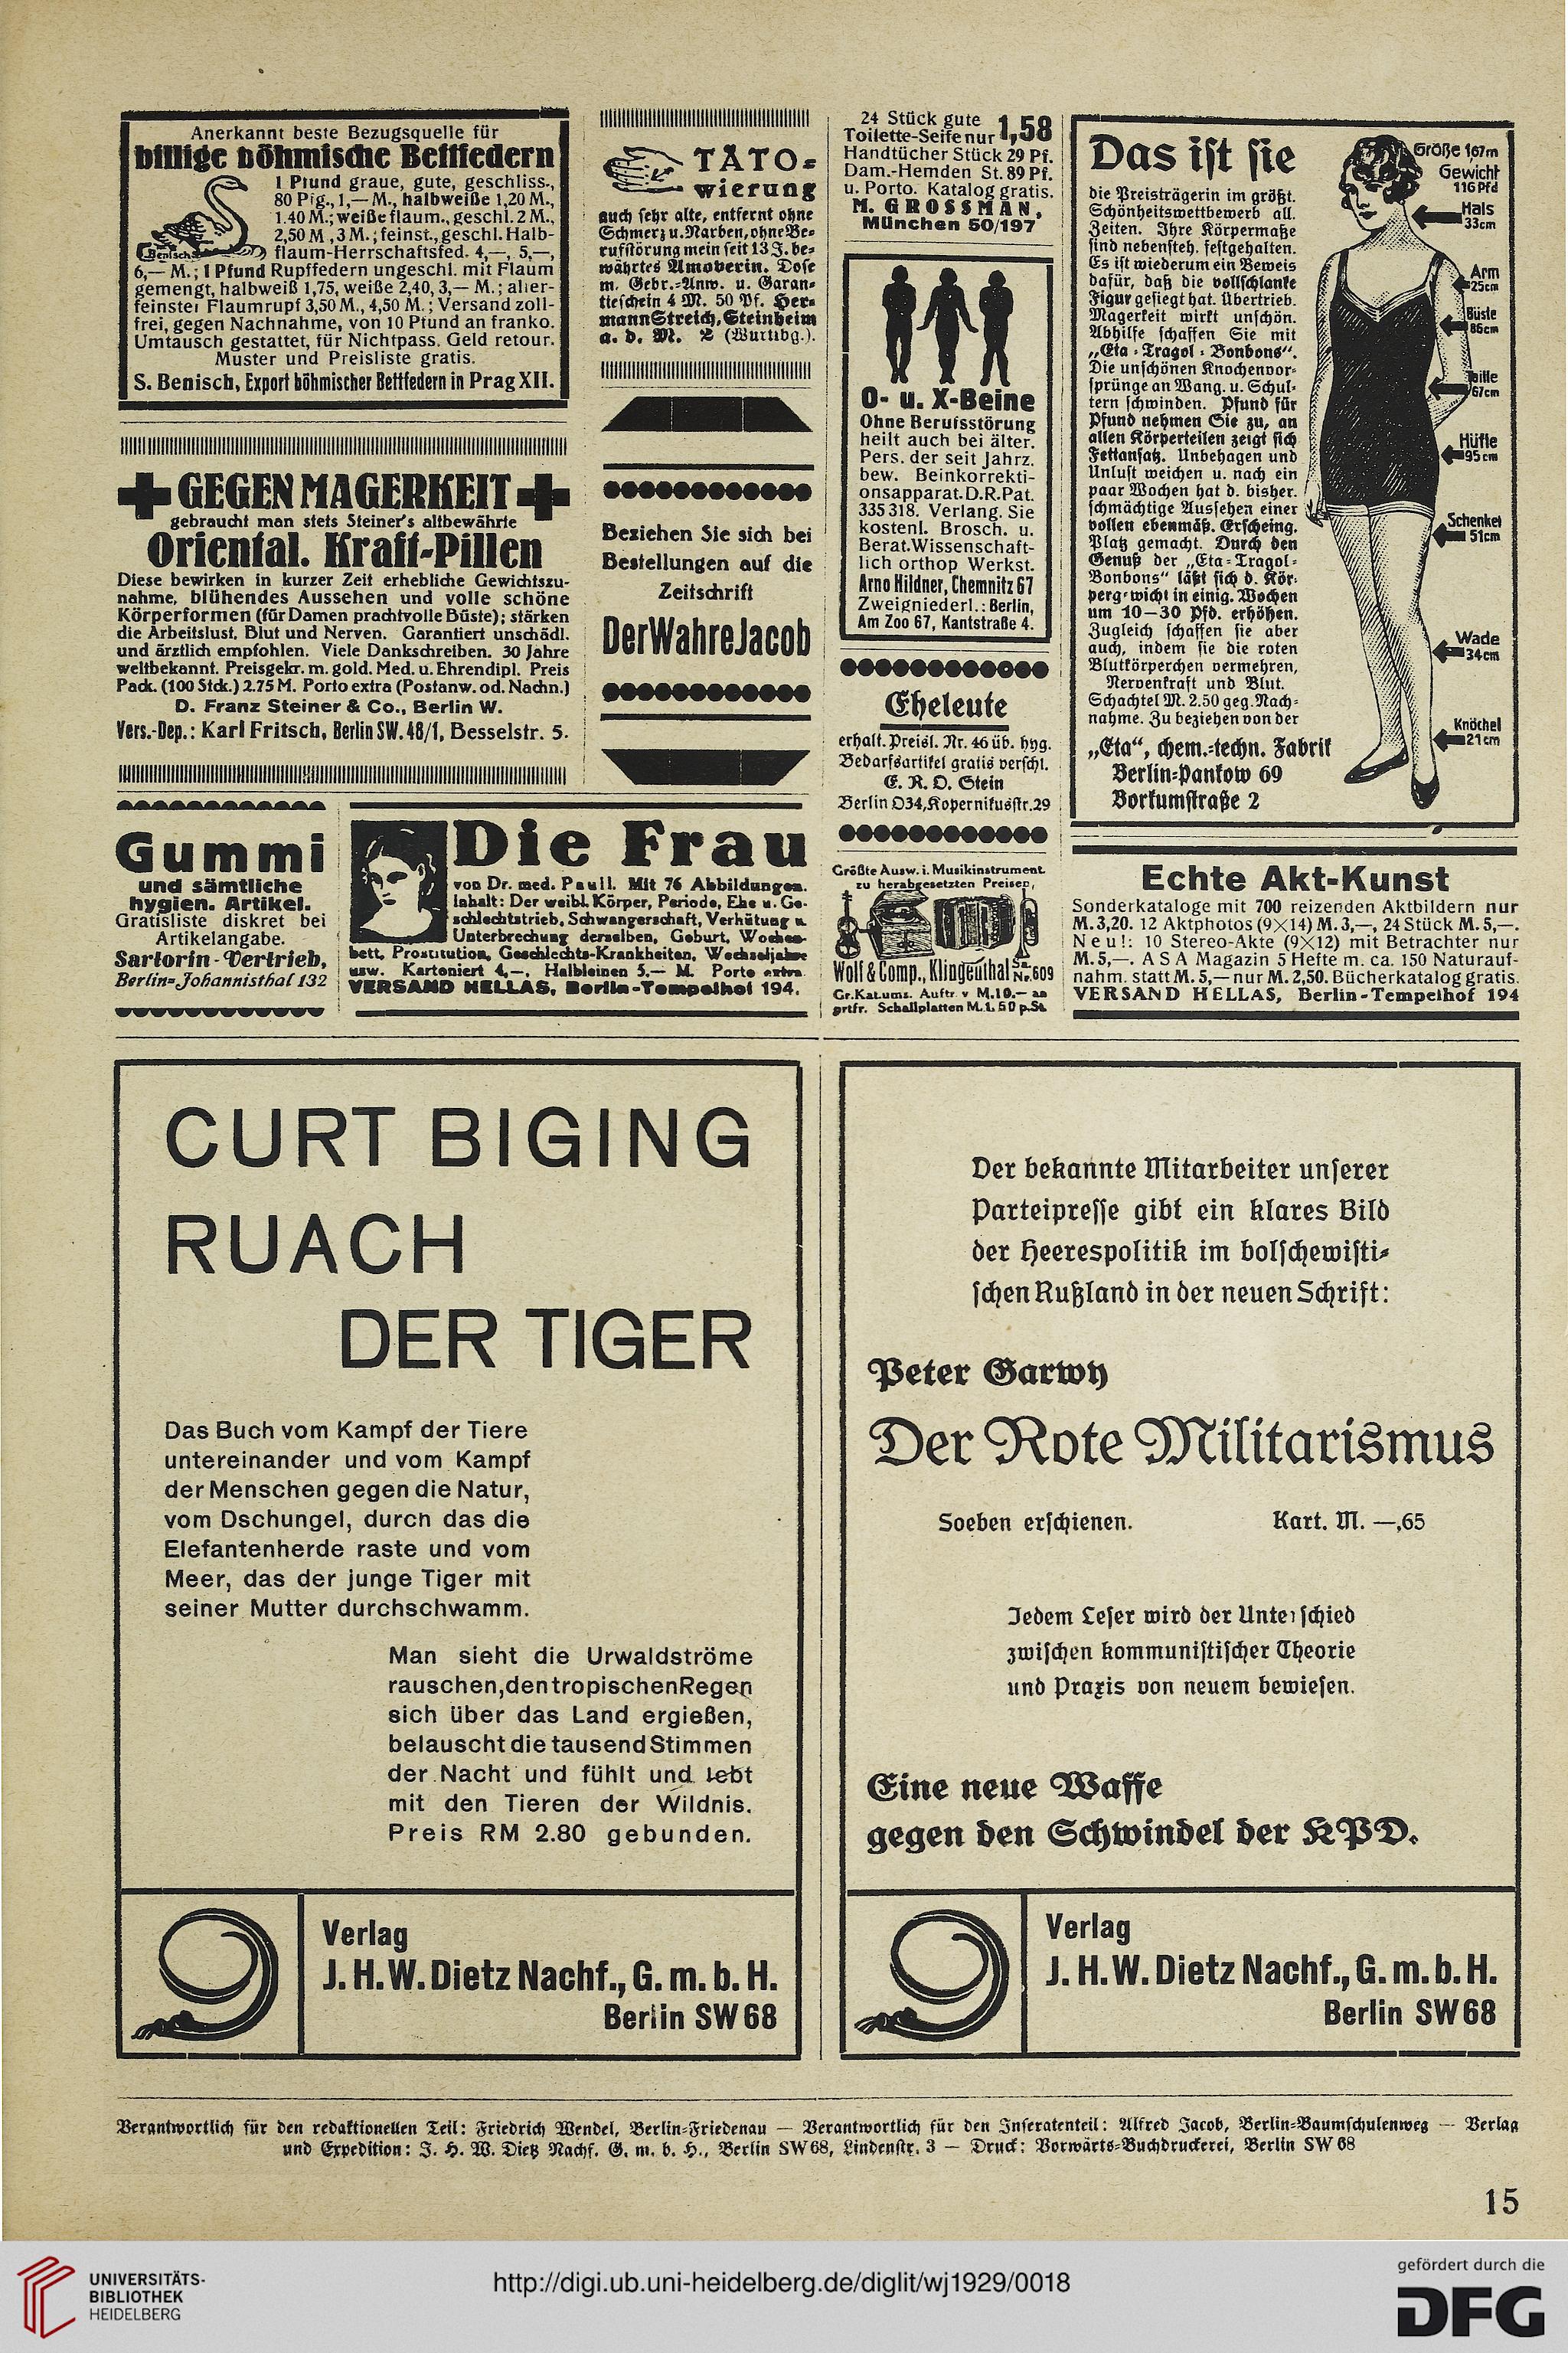 Anerkannt beste Bezugsquelle für
billige böhmische Bettfedern
1 Pfund graue, gute, geschliss.,
80 Pfg., 1,— M., halbweiße 1,20 M.,
1.40 M.; weiße flaum., geschl. 2 M.,
2,50 M, 3 M.; feinst., geschl. Halb-
flaum-Herrschaftsfed. 4,—, 5,—,
Benisch
6,— M.; 1 Pfund Rupffedern ungeschl. mit Flaum
gemengt, halbweiß 1,75, weiße 2,40, 3,— M.; aller-
feinster Flaumrupf 3,50 M., 4,50 M.; Versand zoll-
frei, gegen Nachnahme, von 10 Pfund an franko.
Umtausch gestattet, für Nichtpass. Geld retour.
Muster und Preisliste gratis.
S. Benisch, Export böhmischer Bettfedern in Prag XII.
GEGEN MAGERKEIT
gebraucht man stets Steiner's altbewährte
Oriental. Kraft-Pillen
Diese bewirken in kurzer Zeit erhebliche Gewichtszu-
nahme, blühendes Aussehen und volle schöne
Körperformen (für Damen prachtvolle Büste); stärken
die Arbeitslust, Blut und Nerven. Garantiert unschädl.
und ärztlich empfohlen. Viele Dankschreiben. 30 Jahre
weltbekannt. Preisgekr. m. gold. Med. u. Ehrendipl. Preis
Pack. (100 Stck.) 2.75 M. Porto extra (Postanw. od. Nachn.)
D. Franz Steiner & Co., Berlin W.
Vers.-Dep.: Karl Fritsch, Berlin SW. 48/1, Besselstr. 5.
TÄTO-
wierung
auch sehr alte, entfernt ohne
Schmerz u. Narben, ohne Be-
rufstörung mein seit 13 J. be-
währtes Amoverin. Dose
m. Gebr.-Anw. u. Garan-
tieschein 4 M. 50 Pf. Her-
mann Streich, Steinheim
a. d. M. 2 (Württbg.).
Beziehen Sie sich bei
Bestellungen auf die
Zeitschrift
Der Wahre Jacob
24 Stück gute
Toilette-Seife nur 1,58
Handtücher Stück 29 Pf.
Dam.-Hemden St. 89 Pf.
u. Porto. Katalog gratis.
M. GROSSMAN,
München 50/197
O- u. X-Beine
Ohne Berufsstörung
heilt auch bei älter.
Pers. der seit Jahrz.
bew. Beinkorrekti-
onsapparat. D. R. Pat.
335 318. Verlang. Sie
kostenl. Brosch. u.
Berat. Wissenschaft-
lich orthop Werkst.
Arno Hildner, Chemnitz 67
Zweigniederl.: Berlin,
Am Zoo 67, Kantstraße 4.
Eheleute
erhalt. Preisl. Nr. 46 üb. hyg.
Bedarfsartikel gratis verschl.
E. R. O. Stein
Berlin O34, Kopernikusstr. 29
Größte Ausw. i. Musikinstrument.
zu herabgesetzten Preisen,
Wolf & Comp., Klingenthal Sa. Nr. 609
Gr. Kat. ums. Auftr. v M. 10.— an
prtfr. Schallplatten M. 1.50 p. St.
Das ist sie
die Preisträgerin im größt.
Schönheitswettbewerb all.
Zeiten. Ihre Körpermaße
sind nebensteh. festgehalten.
Es ist wiederum ein Beweis
dafür, daß die vollschlanke
Figur gesiegt hat. Übertrieb.
Magerkeit wirkt unschön.
Abhilfe schaffen Sie mit
„Eta-Tragol-Bonbons".
Die unschönen Knochenvor-
sprünge an Wang. u. Schul-
tern schwinden. Pfund für
Pfund nehmen Sie zu, an
allen Körperteilen zeigt sich
Fettansatz. Unbehagen und
Unlust weichen u. nach ein
paar Wochen hat d. bisher.
schmächtige Aussehen einer
vollen ebenmäß. Erscheing.
Platz gemacht. Durch den
Genuß der „Eta-Tragol-
Bonbons" läßt sich d. Kör-
pergewicht in einig. Wochen
um 10—30 Pfd. erhöhen.
Zugleich schaffen sie aber
auch, indem sie die roten
Blutkörperchen vermehren,
Nervenkraft und Blut.
Schachtel M. 2.50 geg. Nach-
nahme. Zu beziehen von der
„Eta", chem.-techn. Fabrik
Berlin-Pankow 69
Borkumstraße 2
Größe 167m
Gewicht
116 Pfd
Hals
33cm
Arm
25cm
Büste
86cm
Taille
67cm
Hüfte
95cm
Schenkel
51cm
Wade
34cm
Knöchel
21cm
Gummi
und sämtliche
hygien. Artikel.
Gratisliste diskret bei
Artikelangabe.
Sartorin-Vertrieb,
Berlin-Johannisthal 132
Die Frau
von Dr. med. Paull. Mit 76 Abbildungen.
Inhalt: Der weibl. Körper, Periode, Ehe u. Ge-
schlechtstrieb, Schwangerschaft, Verhütung u.
Unterbrechung derselben, Geburt, Wochen-
bett, Prostitution, Geschlechts-Krankheiten, Wechseljahre
usw. Kartoniert 4,—, Halbleinen 5.— M. Porto extra.
VERSAND HELLAS, Berlin-Tempelhof 194.
Echte Akt-Kunst
Sonderkataloge mit 700 reizenden Aktbildern nur
M. 3,20. 12 Aktphotos (9×14) M. 3,—, 24 Stück M. 5,—.
Neu!: 10 Stereo-Akte (9×12) mit Betrachter nur
M. 5,—. ASA Magazin 5 Hefte m. ca. 150 Naturauf-
nahm. statt M. 5,— nur M. 2,50. Bücherkatalog gratis.
VERSAND HELLAS, Berlin-Tempelhof 194
CURT BIGING
RUACH
DER TIGER
Das Buch vom Kampf der Tiere
untereinander und vom Kampf
der Menschen gegen die Natur,
vom Dschungel, durch das die
Elefantenherde raste und vom
Meer, das der junge Tiger mit
seiner Mutter durchschwamm.
Man sieht die Urwaldströme
rauschen, den tropischen Regen
sich über das Land ergießen,
belauscht die tausend Stimmen
der Nacht und fühlt und lebt
mit den Tieren der Wildnis.
Preis RM 2.80 gebunden.
Verlag
J. H. W. Dietz Nachf., G. m. b. H.
Berlin SW 68
Der bekannte Mitarbeiter unserer
Parteipresse gibt ein klares Bild
der Heerespolitik im bolschewisti-
schen Rußland in der neuen Schrift:
Peter Garwy
Der Rote Militarismus
Soeben erschienen. Kart. M. —,65
Jedem Leser wird der Unterschied
zwischen kommunistischer Theorie
und Praxis von neuem bewiesen.
Eine neue Waffe
gegen den Schwindel der KPD.
Verlag
J. H. W. Dietz Nachf., G. m. b. H.
Berlin SW 68
Verantwortlich für den redaktionellen Teil: Friedrich Wendel, Berlin-Friedenau — Verantwortlich für den Inseratenteil: Alfred Jacob, Berlin-Baumschulenweg — Verlag
und Expedition: J. H. W. Dietz Nachf. G. m. b. H., Berlin SW 68, Lindenstr. 3 — Druck: Vorwärts-Buchdruckerei, Berlin SW 68
15
UNIVERSITÄTS-
BIBLIOTHEK
HEIDELBERG
http://digi.ub.uni-heidelberg.de/diglit/wj1929/0018
gefördert durch die
DFG